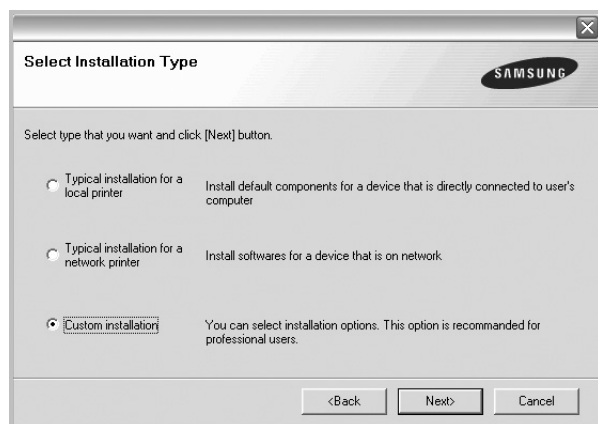 Select Installation Type
SAMSUNG
Select type that you want and click [Next] button.
Typical installation for a
local printer
Install default components for a device that is directly connected to user's
computer
Typical installation for a
network printer
Install softwares for a device that is on network
Custom installation
You can select installation options. This option is recommanded for
professional users.
<Back
Next>
Cancel